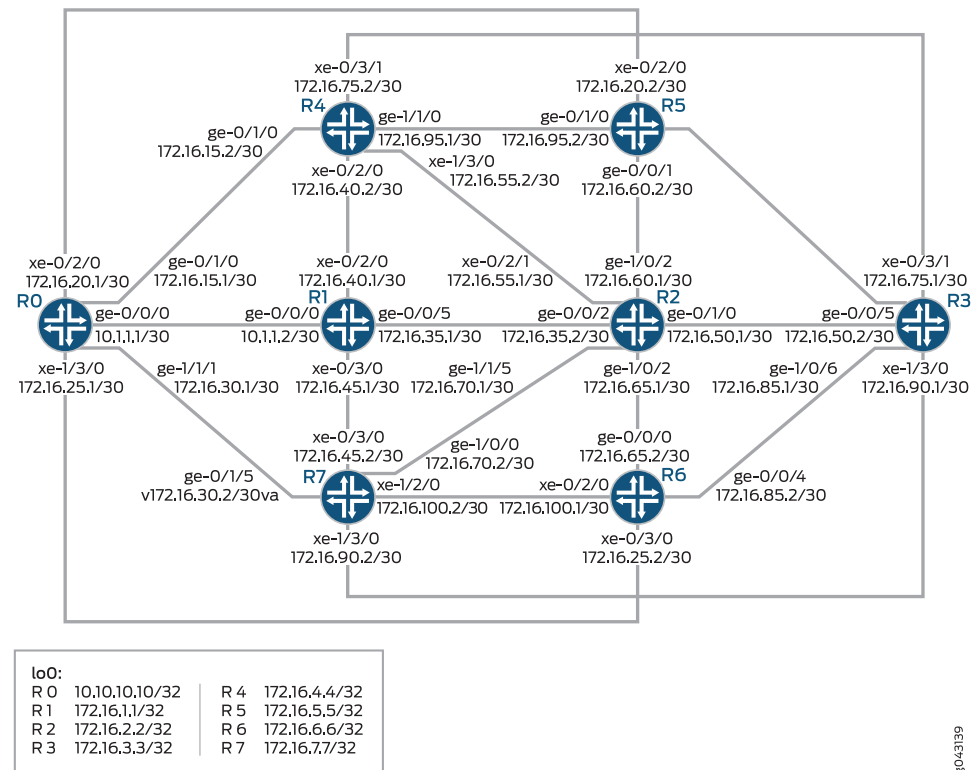 xe-0/3/1
172.16.75.2/30
R4
xe-0/2/0
172.16.20.2/30
R5
ge-0/1/0
172.16.15.2/30
ge-1/1/0
172.16.95.1/30
ge-0/1/0
172.16.95.2/30
xe-1/3/0
172.16.55.2/30
xe-0/2/0
172.16.40.2/30
ge-0/0/1
172.16.60.2/30
xe-0/2/0
172.16.20.1/30
R0
ge-0/1/0
172.16.15.1/30
xe-0/2/0
172.16.40.1/30
R1
xe-0/2/1
172.16.55.1/30
ge-1/0/2
172.16.60.1/30
R2
xe-0/3/1
172.16.75.1/30
R3
ge-0/0/0
10.1.1.1/30
ge-0/0/0
10.1.1.2/30
ge-0/0/5
172.16.35.1/30
ge-0/0/2
172.16.35.2/30
ge-0/1/0
172.16.50.1/30
ge-0/0/5
172.16.50.2/30
xe-1/3/0
172.16.25.1/30
ge-1/1/1
172.16.30.1/30
xe-0/3/0
172.16.45.1/30
ge-1/1/5
172.16.70.1/30
ge-1/0/2
172.16.65.1/30
ge-1/0/6
172.16.85.1/30
xe-1/3/0
172.16.90.1/30
ge-0/1/5
v172.16.30.2/30va
xe-0/3/0
172.16.45.2/30
R7
ge-1/0/0
172.16.70.2/30
ge-0/0/0
172.16.65.2/30
R6
ge-0/0/4
172.16.85.2/30
xe-1/2/0
172.16.100.2/30
xe-0/2/0
172.16.100.1/30
xe-1/3/0
172.16.90.2/30
xe-0/3/0
172.16.25.2/30
lo0:
R 0 10.10.10.10/32 R 4 172.16.4.4/32
R 1 172.16.1.1/32 R 5 172.16.5.5/32
R 2 172.16.2.2/32 R 6 172.16.6.6/32
R 3 172.16.3.3/32 R 7 172.16.7.7/32
g043139